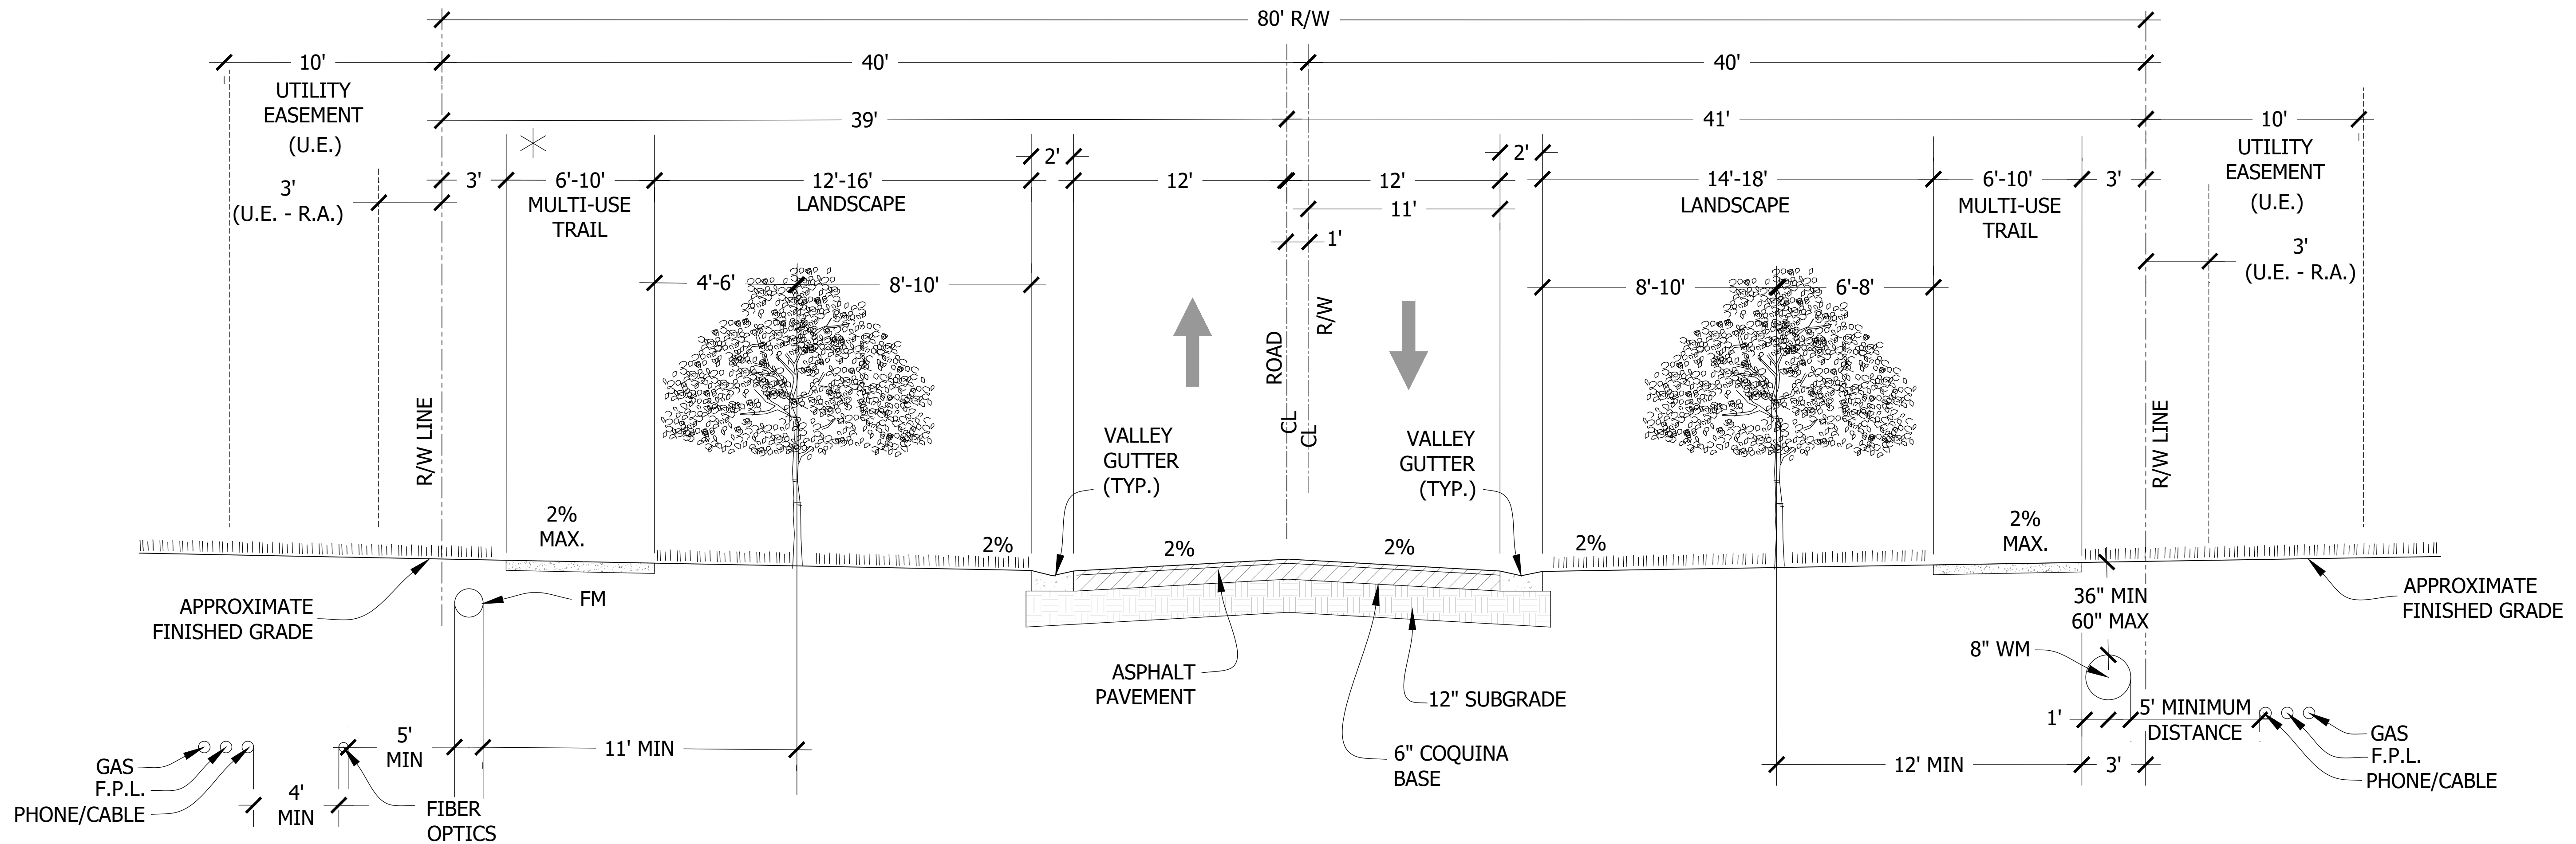 80' R/W
10'
40'
40'
UTILITY
EASEMENT
(U.E.)
39'
41'
10'
UTILITY
EASEMENT
(U.E.)
2'
2'
3'
(U.E. - R.A.)
3'
6'-10'
MULTI-USE
TRAIL
12'-16'
LANDSCAPE
12'
12'
14'-18'
LANDSCAPE
6'-10'
MULTI-USE
TRAIL
3'
11'
1'
3'
(U.E. - R.A.)
4'-6'
8'-10'
8'-10'
6'-8'
R/W
ROAD
CL
CL
R/W LINE
R/W LINE
VALLEY
GUTTER
(TYP.)
VALLEY
GUTTER
(TYP.)
2%
MAX.
2%
2%
2%
2%
2%
MAX.
APPROXIMATE
FINISHED GRADE
FM
36" MIN
60" MAX
APPROXIMATE
FINISHED GRADE
8" WM
ASPHALT
PAVEMENT
12" SUBGRADE
6" COQUINA
BASE
1'
5' MINIMUM
DISTANCE
5'
MIN
11' MIN
12' MIN
3'
GAS
F.P.L.
PHONE/CABLE
4'
MIN
FIBER
OPTICS
GAS
F.P.L.
PHONE/CABLE